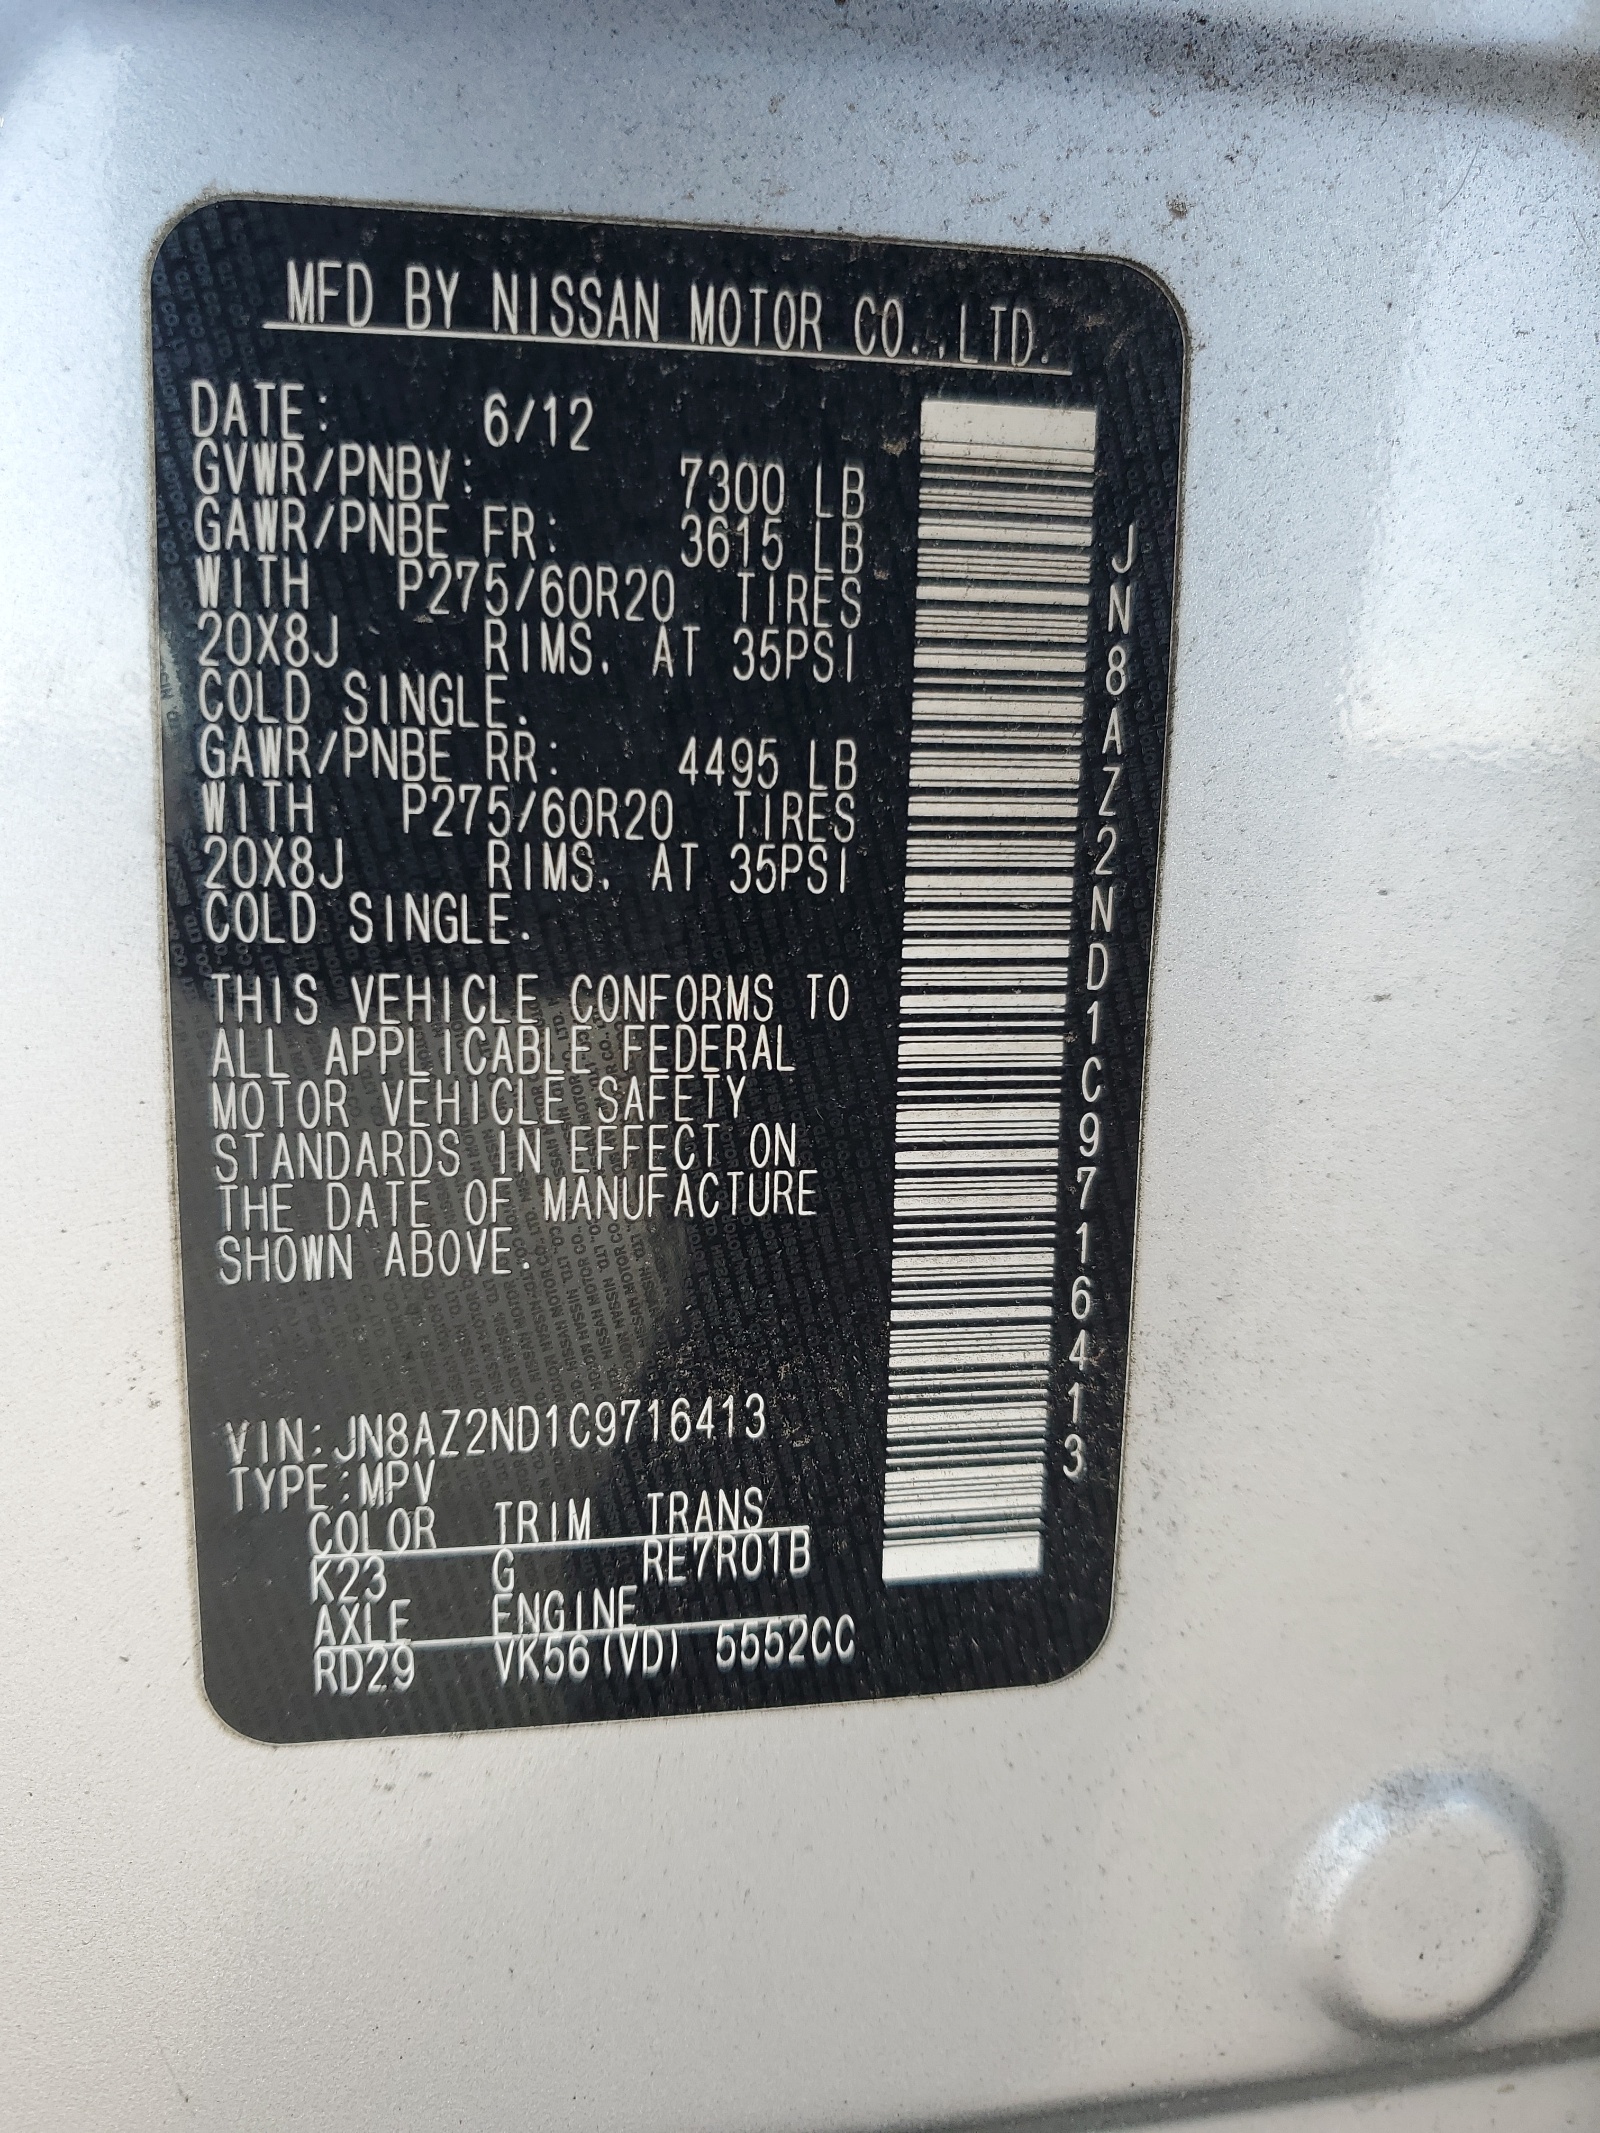 MFD BY NISSAN MOTOR CO.,LTD.
DATE: 6/12
GVWR/PNBV: 7300 LB
GAWR/PNBE FR: 3615 LB
WITH P275/60R20 TIRES
20X8J RIMS. AT 35PSI
COLD SINGLE.
GAWR/PNBE RR: 4495 LB
WITH P275/60R20 TIRES
20X8J RIMS. AT 35PSI
COLD SINGLE.
THIS VEHICLE CONFORMS TO
ALL APPLICABLE FEDERAL
MOTOR VEHICLE SAFETY
STANDARDS IN EFFECT ON
THE DATE OF MANUFACTURE
SHOWN ABOVE.
VIN:JN8AZ2ND1C9716413
TYPE:MPV
COLOR TRIM TRANS
K23 G RE7R01B
AXLE ENGINE
RD29 VK56(VD) 5552CC
JN8AZ2ND1C9716413